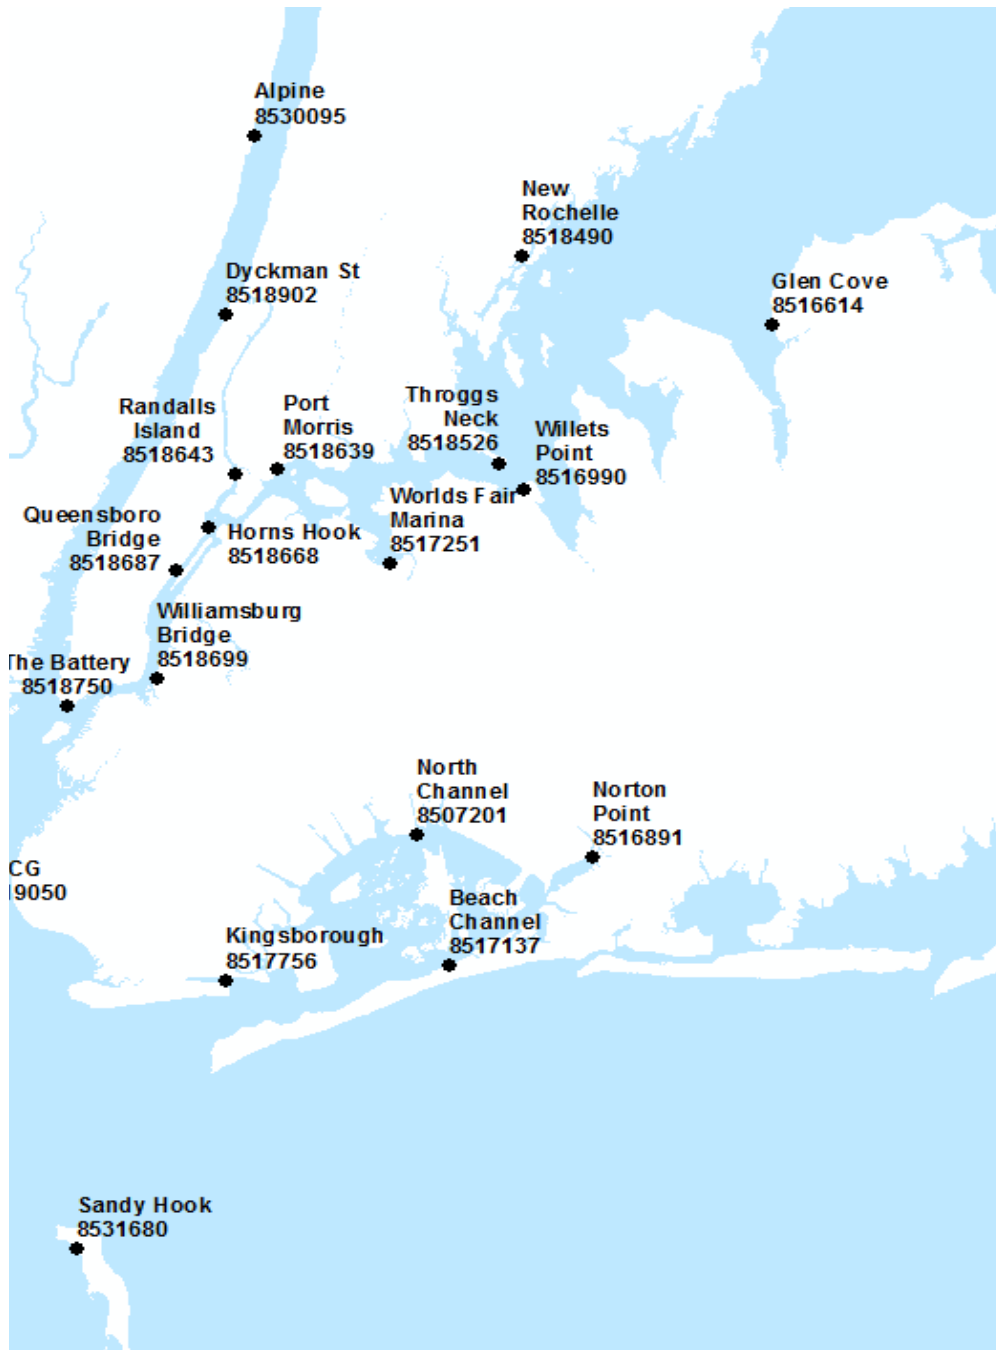 Alpine
8530095
New
Rochelle
8518490
Dyckman St
8518902
Glen Cove
8516614
Randalls
Island
8518643
Port
Morris
8518639
Throggs
Neck
8518526
Willets
Point
8516990
Worlds Fair
Marina
8517251
Queensboro
Bridge
8518687
Horns Hook
8518668
Williamsburg
Bridge
8518699
The Battery
8518750
North
Channel
8507201
Norton
Point
8516891
CG
19050
Beach
Channel
8517137
Kingsborough
8517756
Sandy Hook
8531680